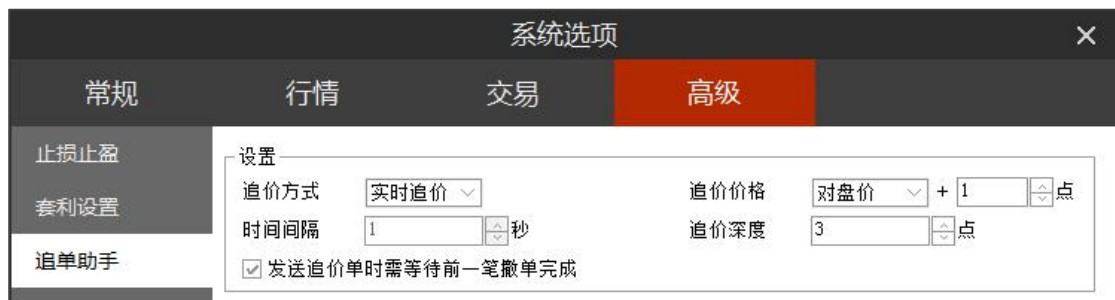 系统选项
常规 行情 交易 高级
止损止盈
套利设置
追单助手
设置
追价方式 实时追价 追价价格 对盘价 + 1 点
时间间隔 1 秒 追价深度 3 点
发送追价单时需等待前一笔撤单完成